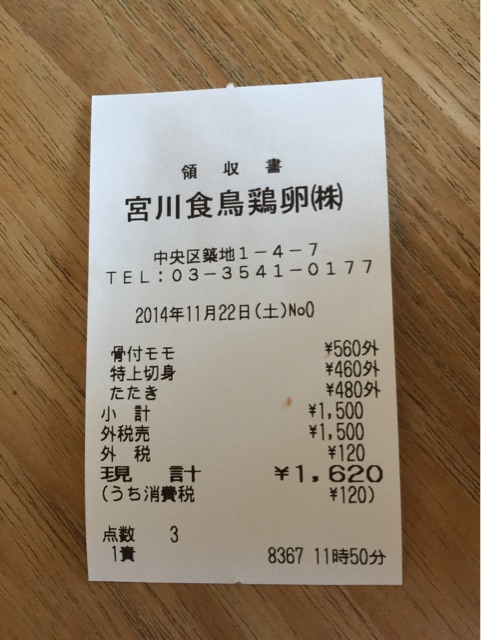 領収書
宮川食鳥鶏卵㈱
中央区築地1-4-7
TEL:03-3541-0177
2014年11月22日(土)No0
骨付モモ ¥560外
特上切身 ¥460外
たたき ¥480外
小計 ¥1,500
外税売 ¥1,500
外税 ¥120
現計 ¥1,620
(うち消費税 ¥120)
点数 3
1責 8367 11時50分